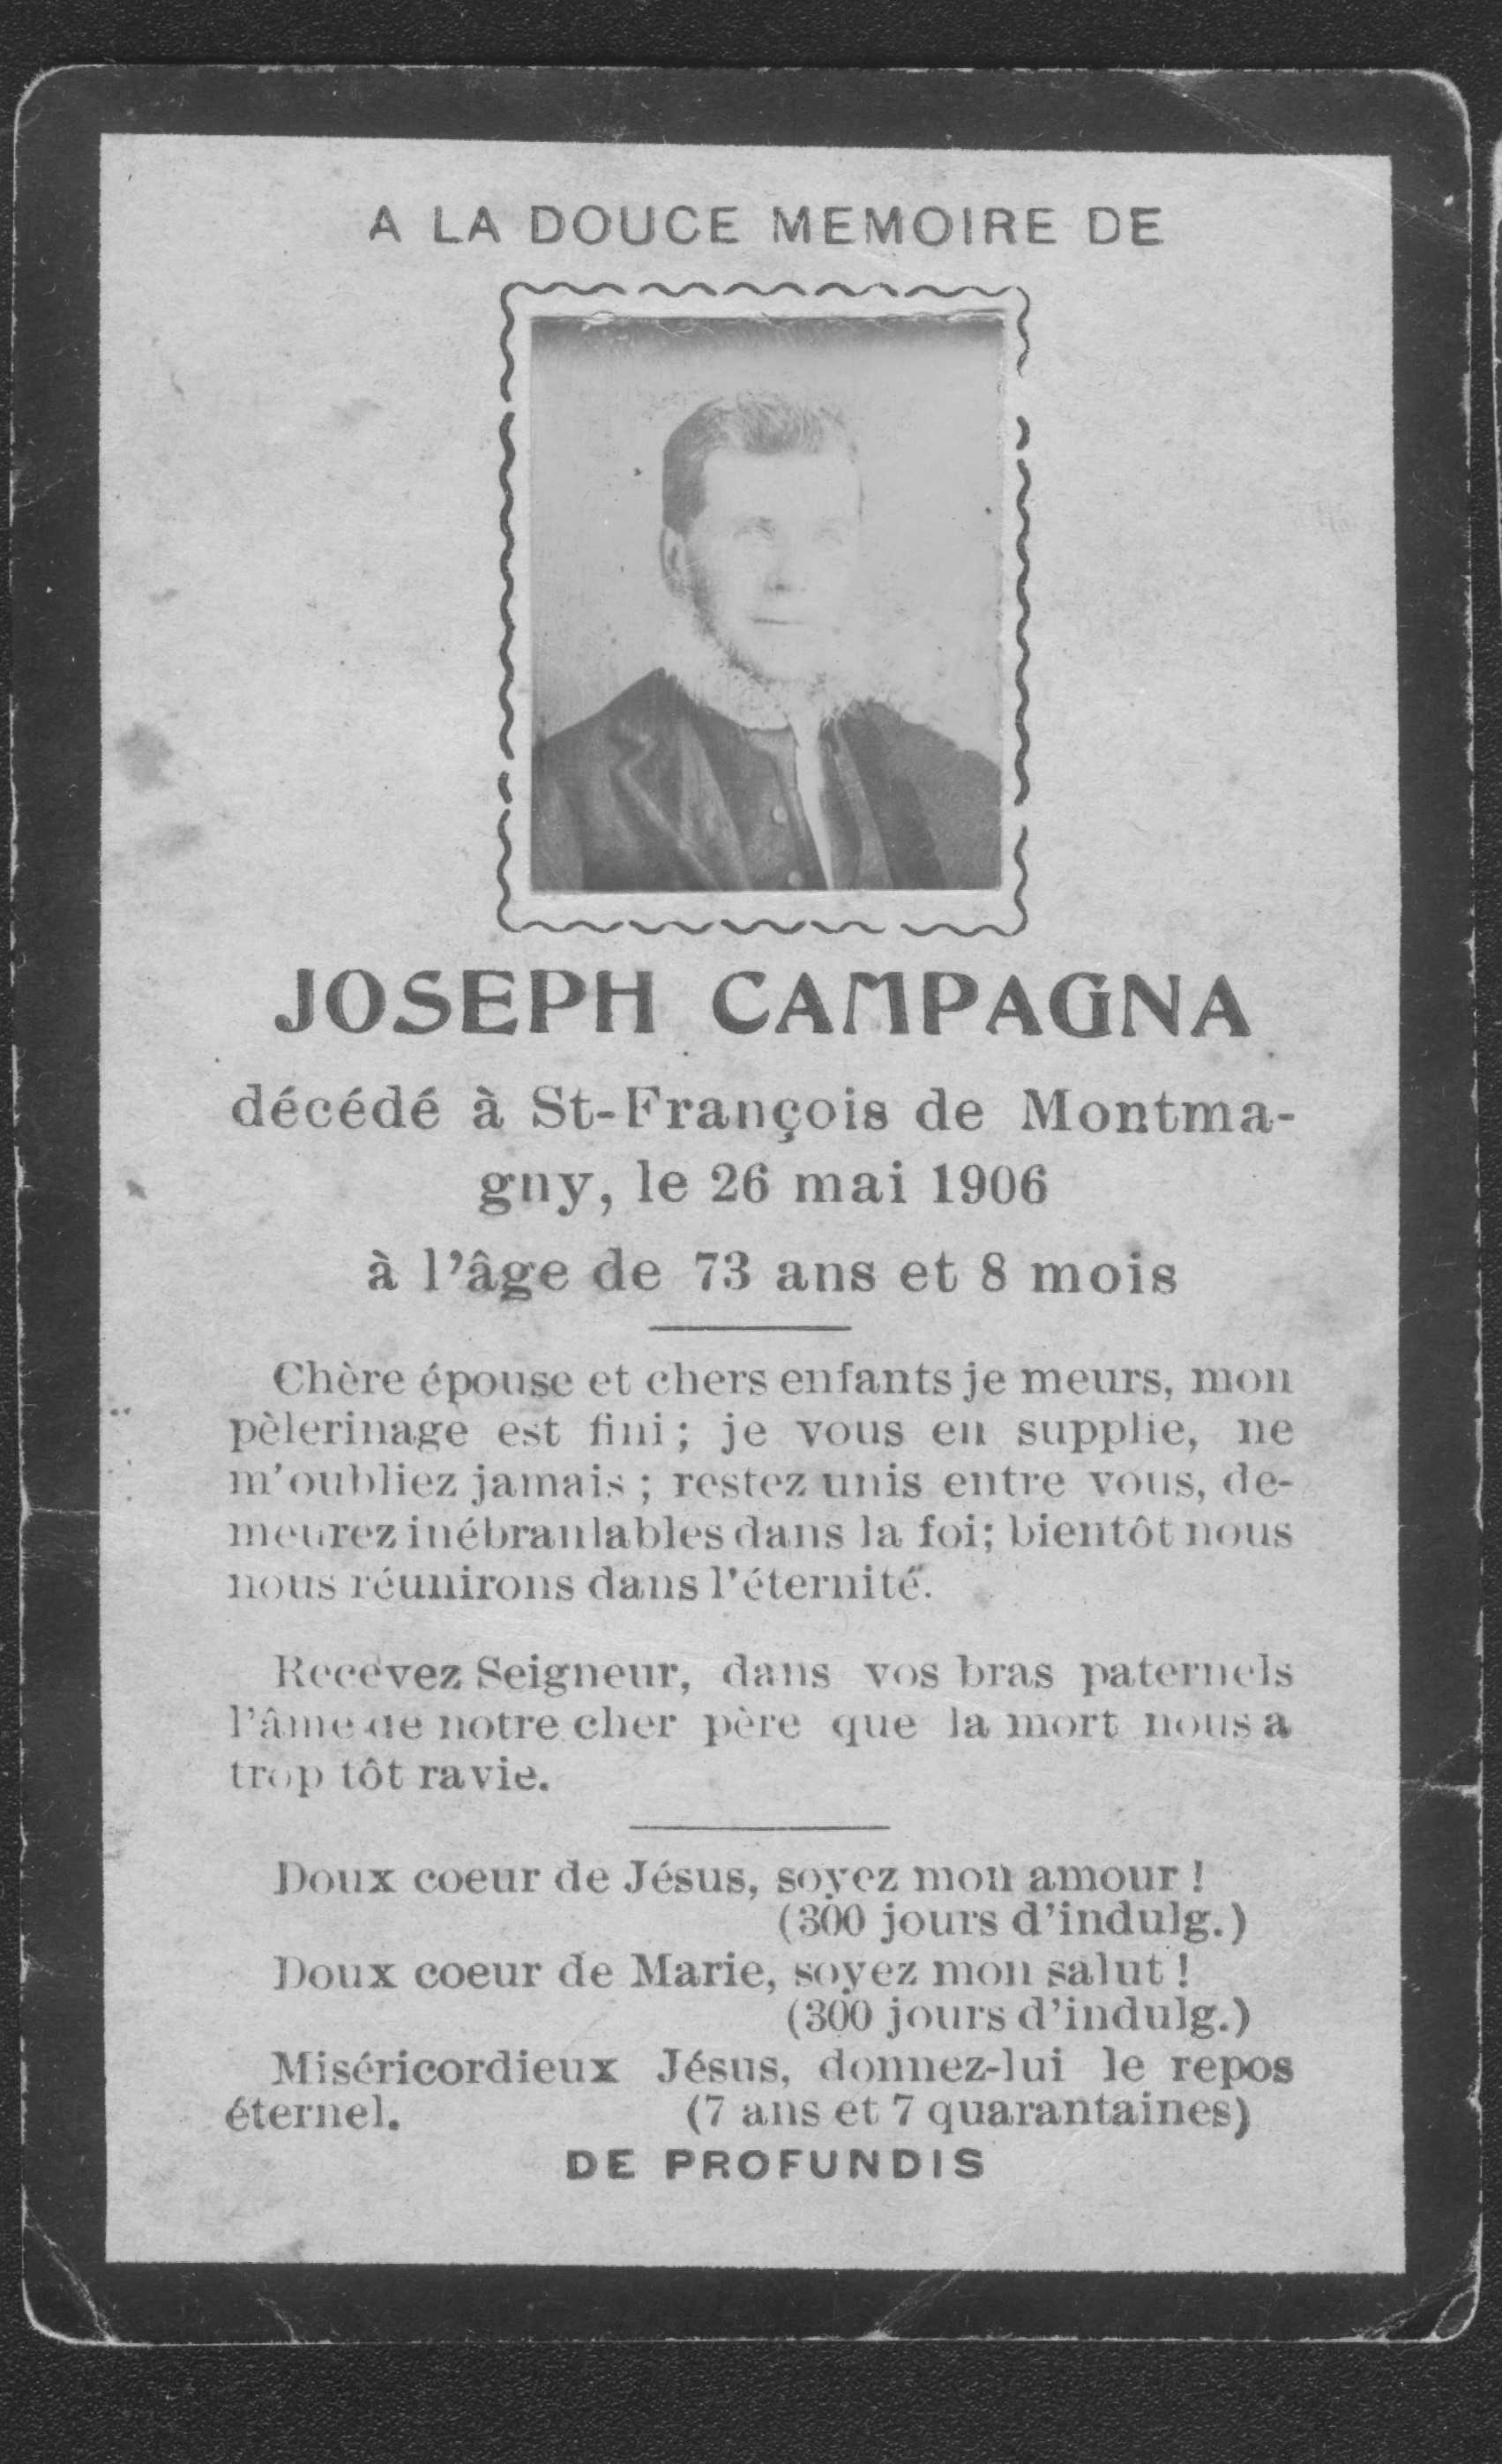 A LA DOUCE MEMOIRE DE
JOSEPH CAMPAGNA
décédé à St-François de Montma-
gny, le 26 mai 1906
à l'âge de 73 ans et 8 mois
Chère épouse et chers enfants je meurs, mon
pèlerinage est fini ; je vous en supplie, ne
m'oubliez jamais ; restez unis entre vous, de-
meurez inébranlables dans la foi; bientôt nous
nous réunirons dans l'éternité.
Recevez Seigneur, dans vos bras paternels
l'âme de notre cher père que la mort nous a
trop tôt ravie.
Doux coeur de Jésus, soyez mon amour !
(300 jours d'indulg.)
Doux coeur de Marie, soyez mon salut !
(300 jours d'indulg.)
Miséricordieux Jésus, donnez-lui le repos
éternel. (7 ans et 7 quarantaines)
DE PROFUNDIS